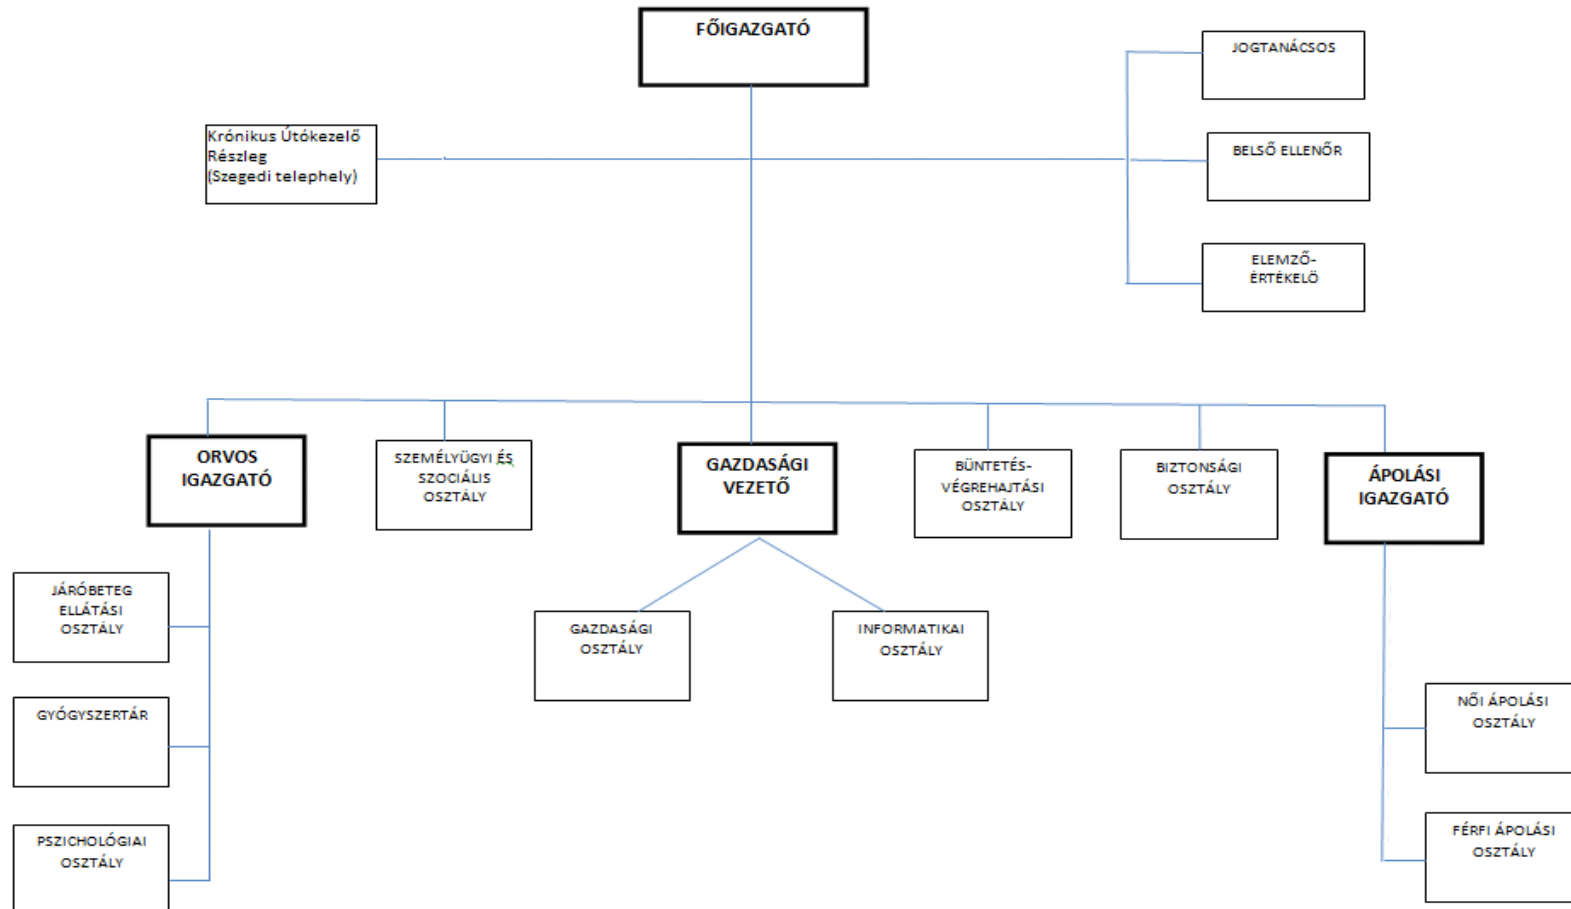 FŐIGAZGATÓ
JOGTANÁCSOS
Krónikus Útókezelő
Részleg
(Szegedi telephely)
BELSŐ ELLENŐR
ELEMZŐ-
ÉRTÉKELÖ
ORVOS
IGAZGATÓ
SZEMÉLYÜGYI ÉS
SZOCIÁLIS
OSZTÁLY
GAZDASÁGI
VEZETŐ
BÜNTETÉS-
VÉGREHAJTÁSI
OSZTÁLY
BIZTONSÁGI
OSZTÁLY
ÁPOLÁSI
IGAZGATÓ
JÁRÓBETEG
ELLÁTÁSI
OSZTÁLY
GAZDASÁGI
OSZTÁLY
INFORMATIKAI
OSZTÁLY
GYÓGYSZERTÁR
NŐI ÁPOLÁSI
OSZTÁLY
PSZICHOLÓGIAI
OSZTÁLY
FÉRFI ÁPOLÁSI
OSZTÁLY